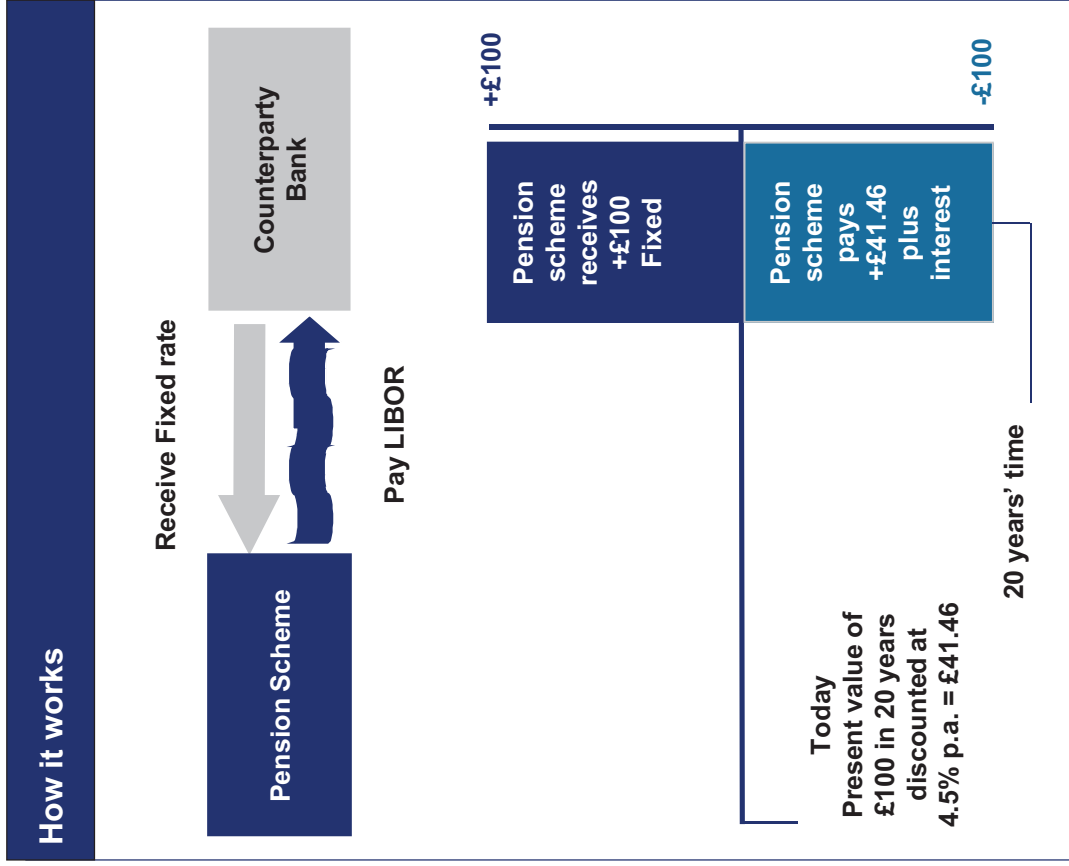 How it works
Pension Scheme
Receive Fixed rate
Pay LIBOR
Counterparty
Bank
+£100
Pension
scheme
receives
+£100
Fixed
Pension
scheme
pays
+£41.46
plus
interest
-£100
Today
Present value of
£100 in 20 years
discounted at
4.5% p.a. = £41.46
20 years’ time